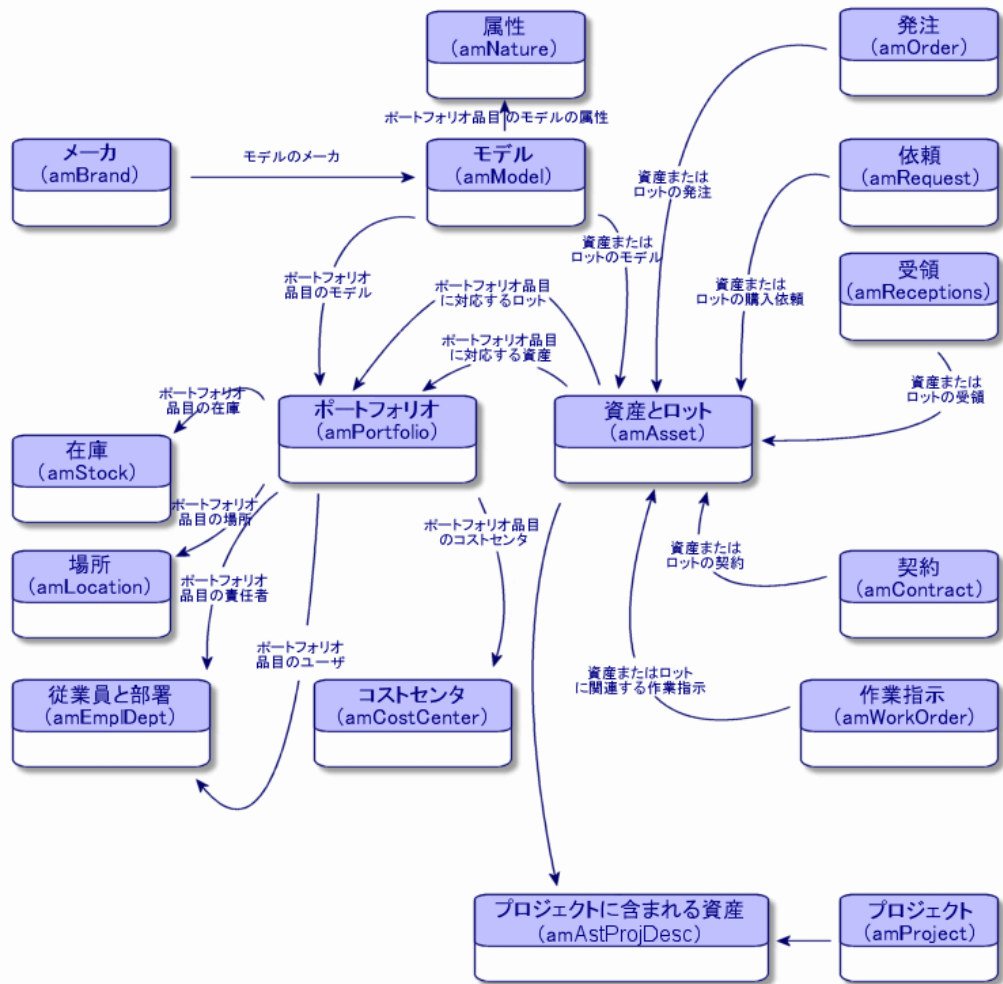 属性
(amNature)
発注
(amOrder)
ポートフォリオ品目 のモデルの属性
メーカ
(amBrand)
モデルのメーカ
モデル
(amModel)
依頼
(amRequest)
資産または
ロットの発注
資産または
ロットのモデル
ポートフォリオ
品目のモデル
ポートフォリオ品目
に対応するロット
資産または
ロットの購入依頼
受領
(amReceptions)
ポートフォリオ品目
に対応する資産
資産または
ロットの受領
ポートフォリオ
品目の在庫
ポートフォリオ
(amPortfolio)
資産とロット
(amAsset)
在庫
(amStock)
ポートフォリオ
品目の場所
ポートフォリオ品目
のコストセンタ
資産または
ロットの契約
場所
(amLocation)
ポートフォリオ
品目の責任者
契約
(amContract)
ポートフォリオ
品目のユーザ
資産またはロット
に関連する作業指示
従業員と部署
(amEmplDept)
コストセンタ
(amCostCenter)
作業指示
(amWorkOrder)
プロジェクトに含まれる資産
(amAstProjDesc)
プロジェクト
(amProject)